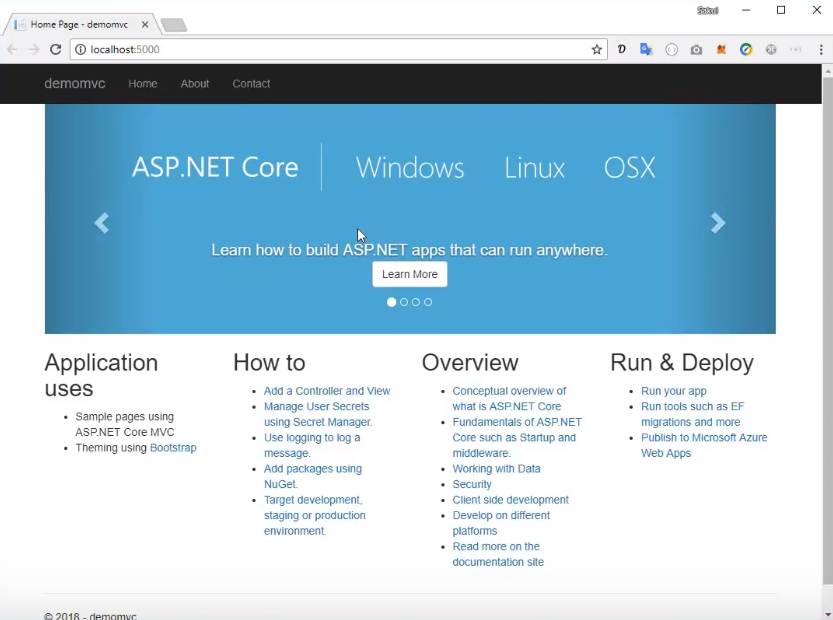 Sakul
Home Page - demomvc
localhost:5000
demomvc Home About Contact
ASP.NET Core Windows Linux OSX
Learn how to build ASP.NET apps that can run anywhere.
Learn More
Application
uses
Sample pages using
ASP.NET Core MVC
Theming using Bootstrap
How to
Add a Controller and View
Manage User Secrets
using Secret Manager.
Use logging to log a
message.
Add packages using
NuGet.
Target development,
staging or production
environment.
Overview
Conceptual overview of
what is ASP.NET Core
Fundamentals of ASP.NET
Core such as Startup and
middleware.
Working with Data
Security
Client side development
Develop on different
platforms
Read more on the
documentation site
Run & Deploy
Run your app
Run tools such as EF
migrations and more
Publish to Microsoft Azure
Web Apps
© 2018 - demomvc